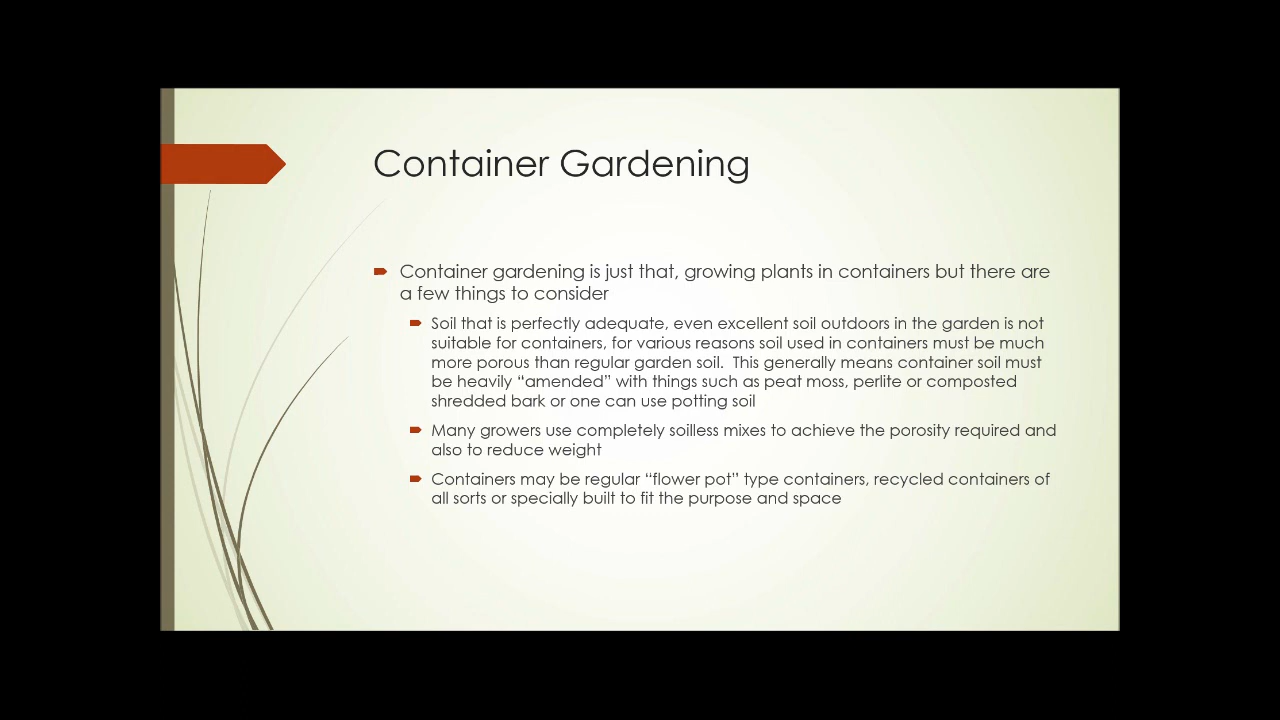 Container Gardening
Container gardening is just that, growing plants in containers but there are
a few things to consider
Soil that is perfectly adequate, even excellent soil outdoors in the garden is not
suitable for containers, for various reasons soil used in containers must be much
more porous than regular garden soil.  This generally means container soil must
be heavily “amended” with things such as peat moss, perlite or composted
shredded bark or one can use potting soil
Many growers use completely soilless mixes to achieve the porosity required and
also to reduce weight
Containers may be regular “flower pot” type containers, recycled containers of
all sorts or specially built to fit the purpose and space